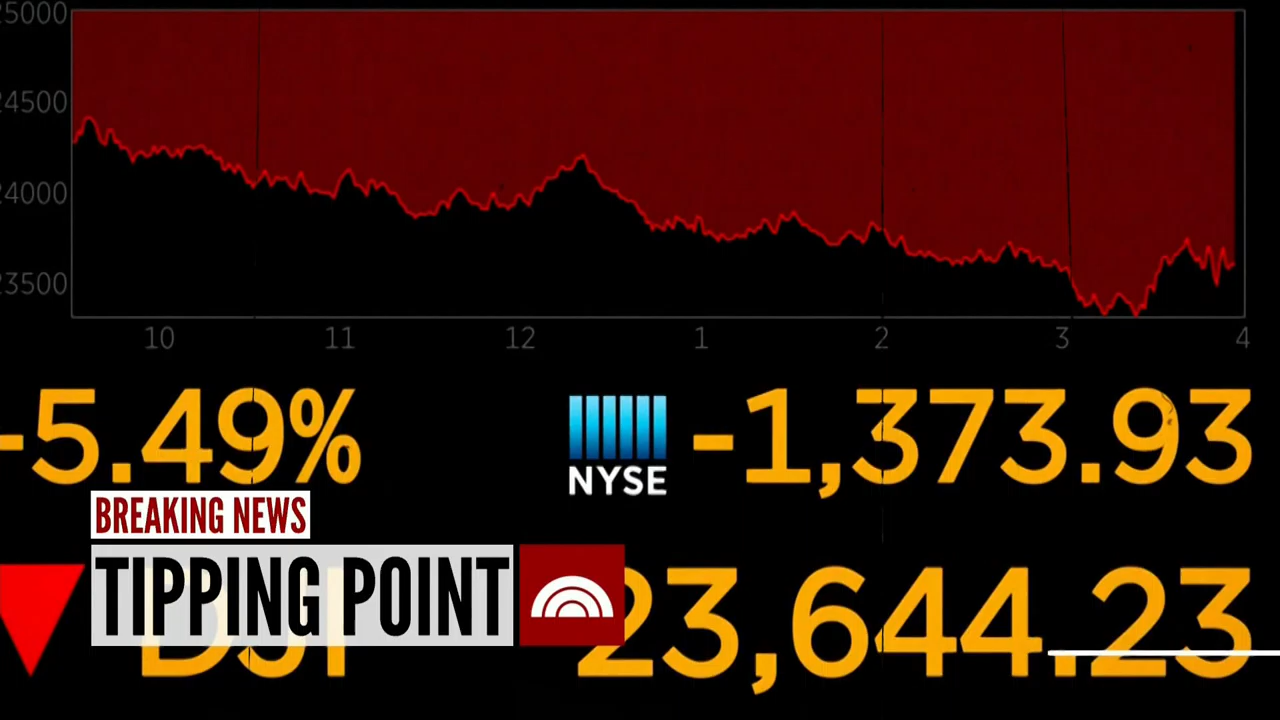 25000
24500
24000
23500
10 11 12 1 2 3 4
-5.49%
NYSE
-1,373.93
BREAKING NEWS
TIPPING POINT
DJI
23,644.23